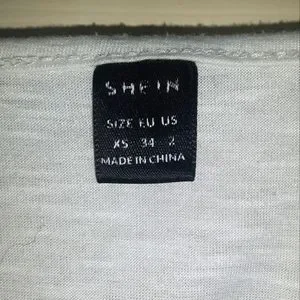 SHEIN
SIZE EU US
XS 34 2
MADE IN CHINA